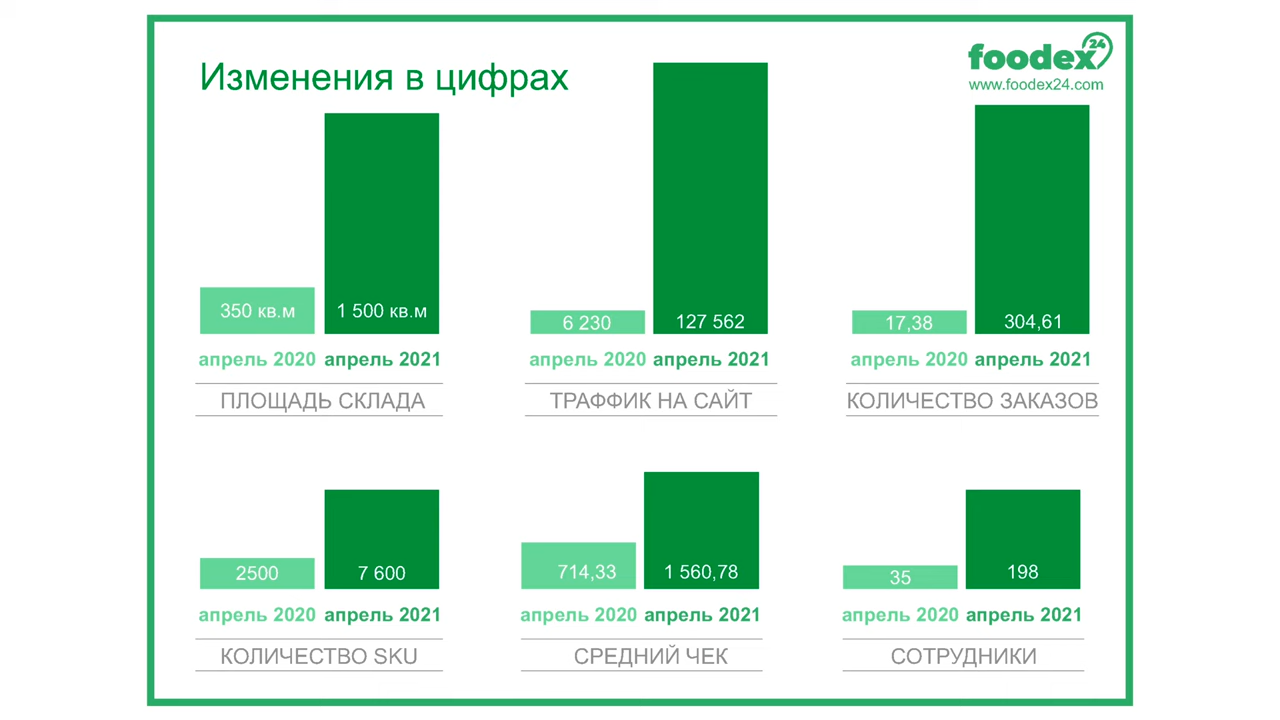 Изменения в цифрах
foodex24
www.foodex24.com
350 кв.м
1 500 кв.м
апрель 2020 апрель 2021
ПЛОЩАДЬ СКЛАДА
6 230
127 562
апрель 2020 апрель 2021
ТРАФФИК НА САЙТ
17,38
304,61
апрель 2020 апрель 2021
КОЛИЧЕСТВО ЗАКАЗОВ
2500
7 600
апрель 2020 апрель 2021
КОЛИЧЕСТВО SKU
714,33
1 560,78
апрель 2020 апрель 2021
СРЕДНИЙ ЧЕК
35
198
апрель 2020 апрель 2021
СОТРУДНИКИ